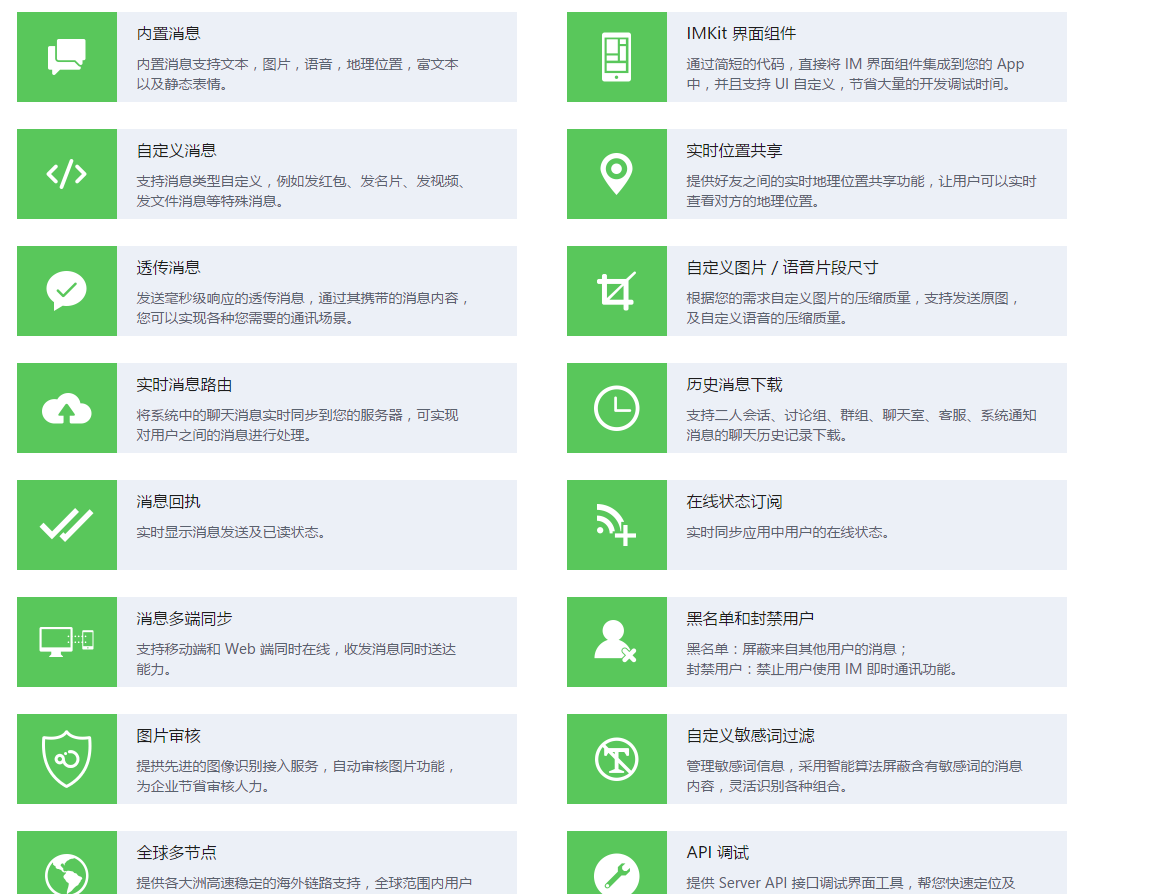 内置消息
内置消息支持文本，图片，语音，地理位置，富文本
以及静态表情。
IMKit 界面组件
通过简短的代码，直接将 IM 界面组件集成到您的 App
中，并且支持 UI 自定义，节省大量的开发调试时间。
自定义消息
支持消息类型自定义，例如发红包、发名片、发视频、
发文件消息等特殊消息。
实时位置共享
提供好友之间的实时地理位置共享功能，让用户可以实时
查看对方的地理位置。
透传消息
发送毫秒级响应的透传消息，通过其携带的消息内容，
您可以实现各种您需要的通讯场景。
自定义图片 / 语音片段尺寸
根据您的需求自定义图片的压缩质量，支持发送原图，
及自定义语音的压缩质量。
实时消息路由
将系统中的聊天消息实时同步到您的服务器，可实现
对用户之间的消息进行处理。
历史消息下载
支持二人会话、讨论组、群组、聊天室、客服、系统通知
消息的聊天历史记录下载。
消息回执
实时显示消息发送及已读状态。
在线状态订阅
实时同步应用中用户的在线状态。
消息多端同步
支持移动端和 Web 端同时在线，收发消息同时送达
能力。
黑名单和封禁用户
黑名单：屏蔽来自其他用户的消息；
封禁用户：禁止用户使用 IM 即时通讯功能。
图片审核
提拱先进的图像识别接入服务，自动审核图片功能，
为企业节省审核人力。
自定义敏感词过滤
管理敏感词信息，采用智能算法屏蔽含有敏感词的消息
内容，灵活识别各种组合。
全球多节点
提供各大洲高速稳定的海外链路支持，全球范围内用户
API 调试
提供 Server API 接口调试界面工具，帮您快速定位及